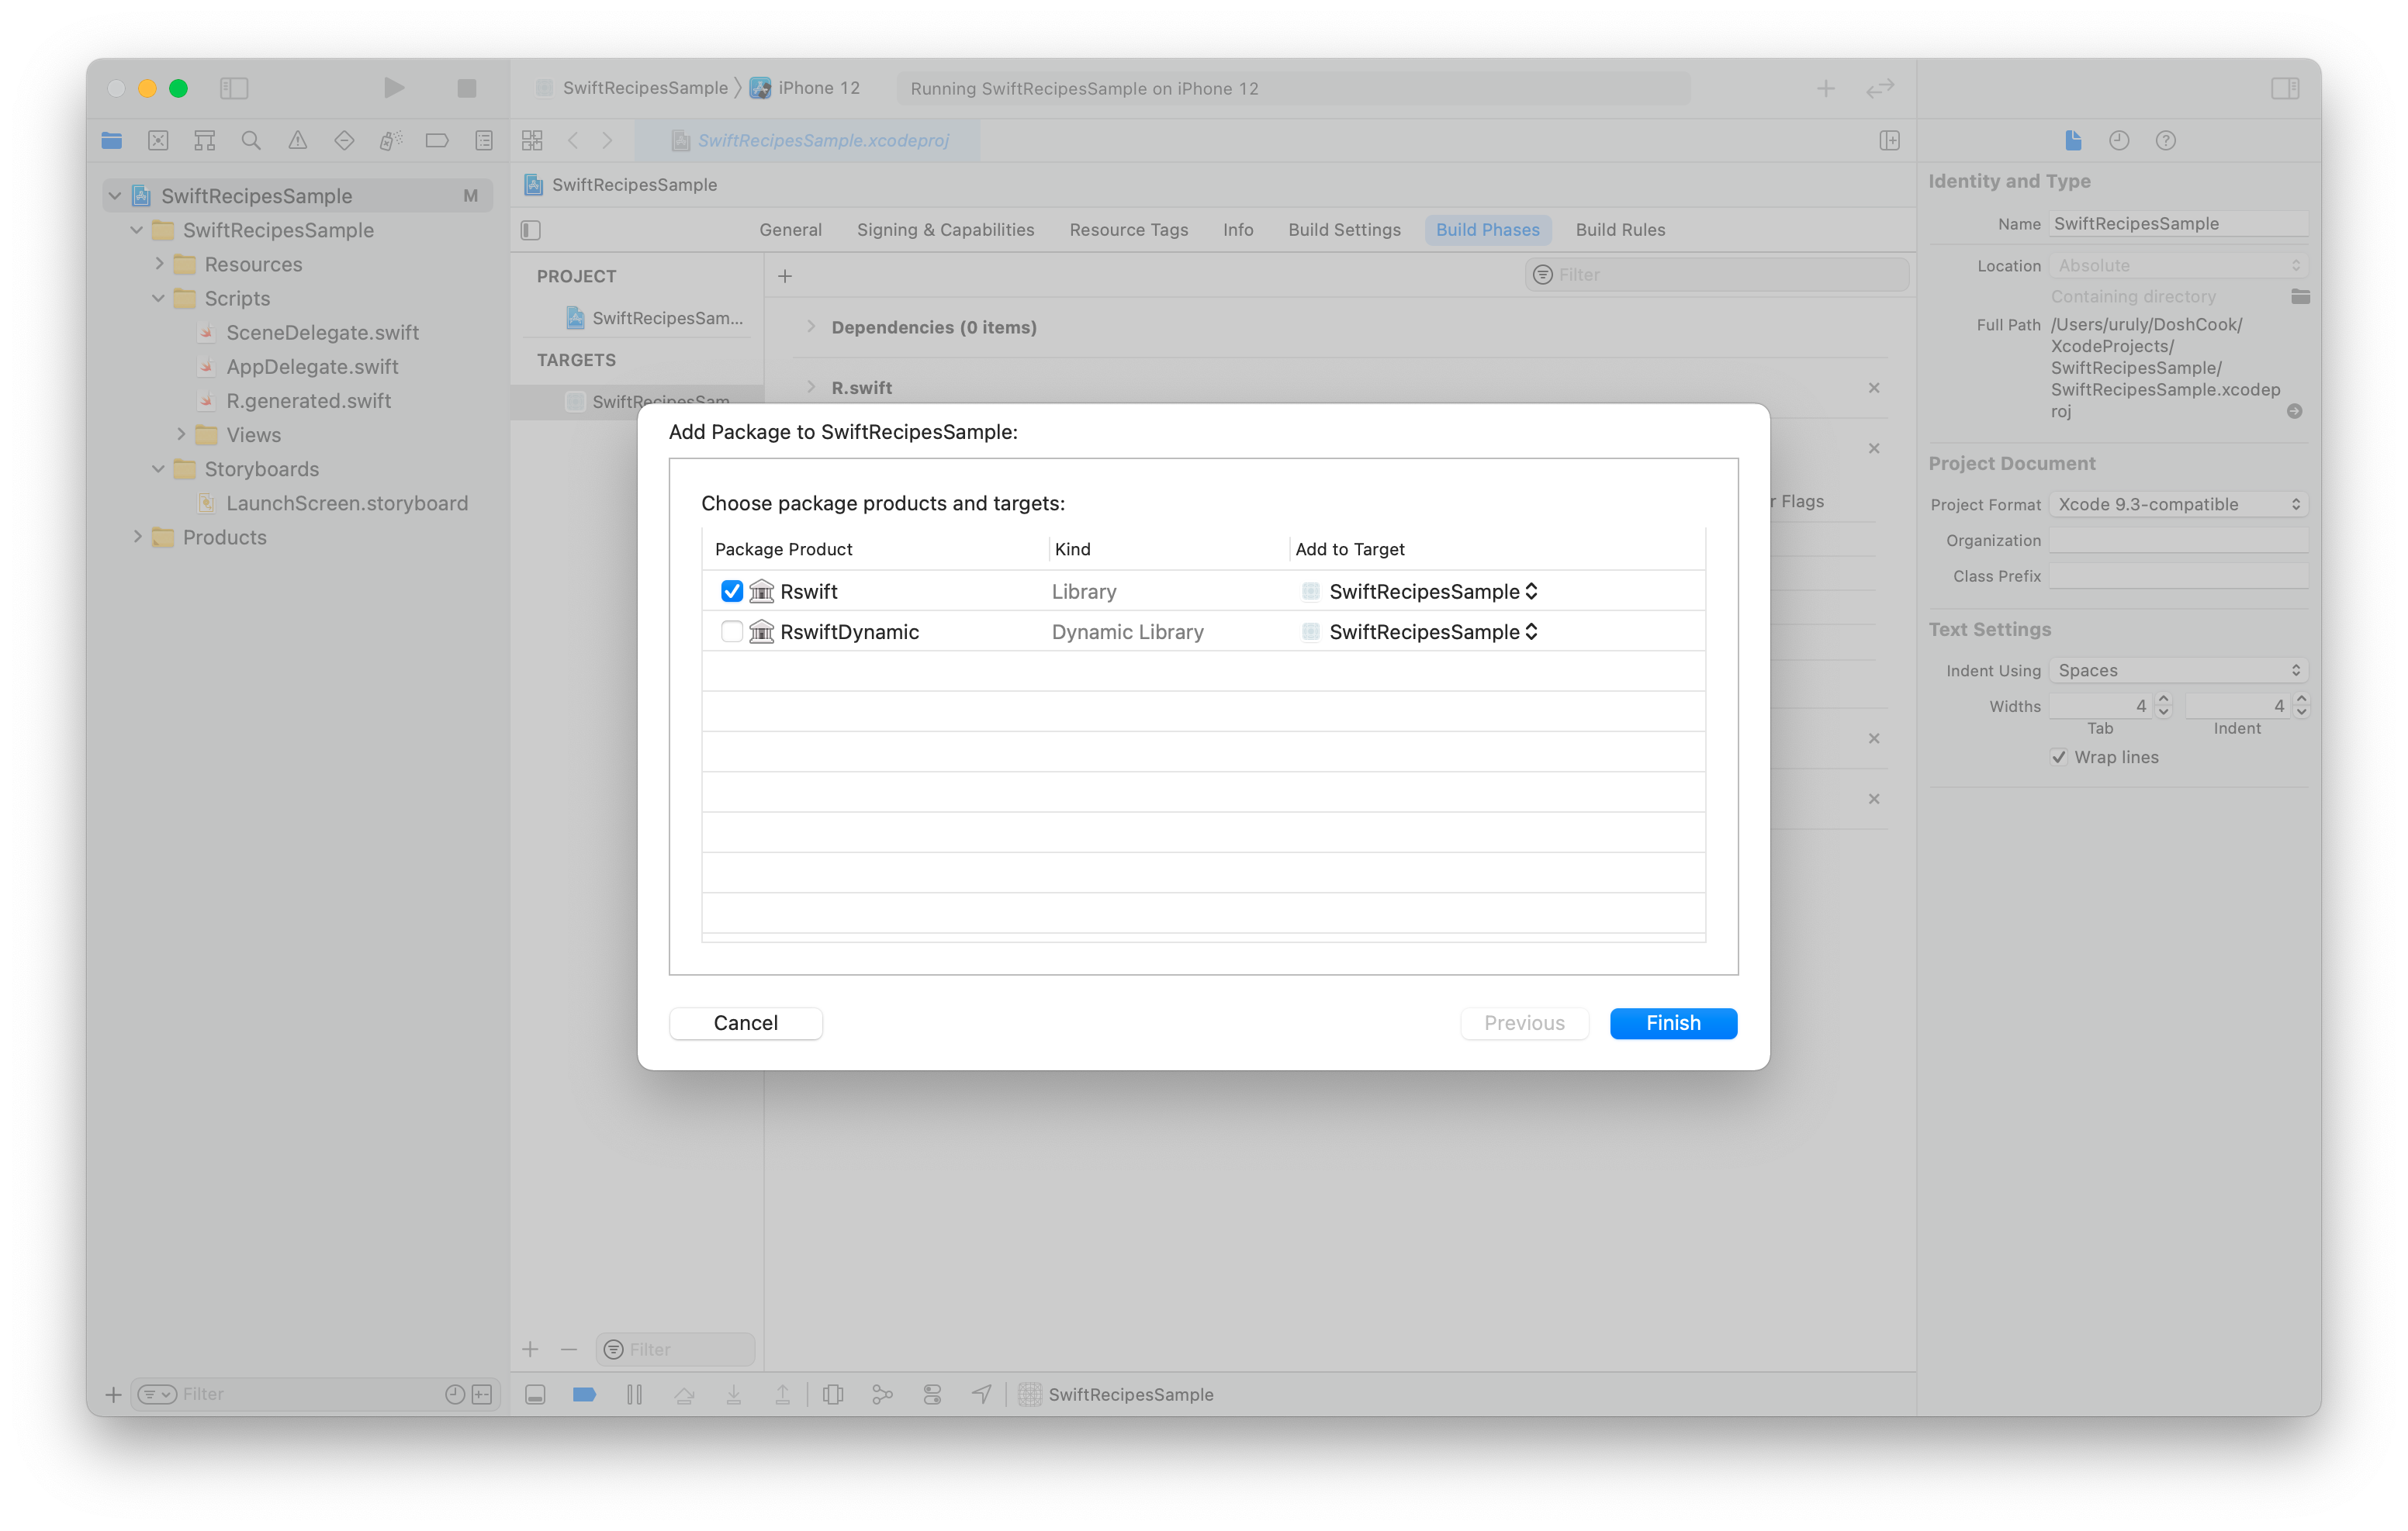 SwiftRecipesSample
iPhone 12
Running SwiftRecipesSample on iPhone 12
SwiftRecipesSample.xcodeproj
SwiftRecipesSample M
SwiftRecipesSample
Resources
Scripts
SceneDelegate.swift
AppDelegate.swift
R.generated.swift
Views
Storyboards
LaunchScreen.storyboard
Products
Filter
SwiftRecipesSample
General Signing & Capabilities Resource Tags Info Build Settings Build Phases Build Rules
PROJECT
SwiftRecipesSam...
TARGETS
SwiftRecipesSam...
Filter
Filter
Dependencies (0 items)
R.swift
r Flags
Add Package to SwiftRecipesSample:
Choose package products and targets:
Package Product Kind Add to Target
Rswift Library SwiftRecipesSample
RswiftDynamic Dynamic Library SwiftRecipesSample
Cancel Previous Finish
SwiftRecipesSample
Identity and Type
Name SwiftRecipesSample
Location Absolute
Containing directory
Full Path /Users/uruly/DoshCook/
XcodeProjects/
SwiftRecipesSample/
SwiftRecipesSample.xcodep
roj
Project Document
Project Format Xcode 9.3-compatible
Organization
Class Prefix
Text Settings
Indent Using Spaces
Widths 4 4
Tab Indent
Wrap lines